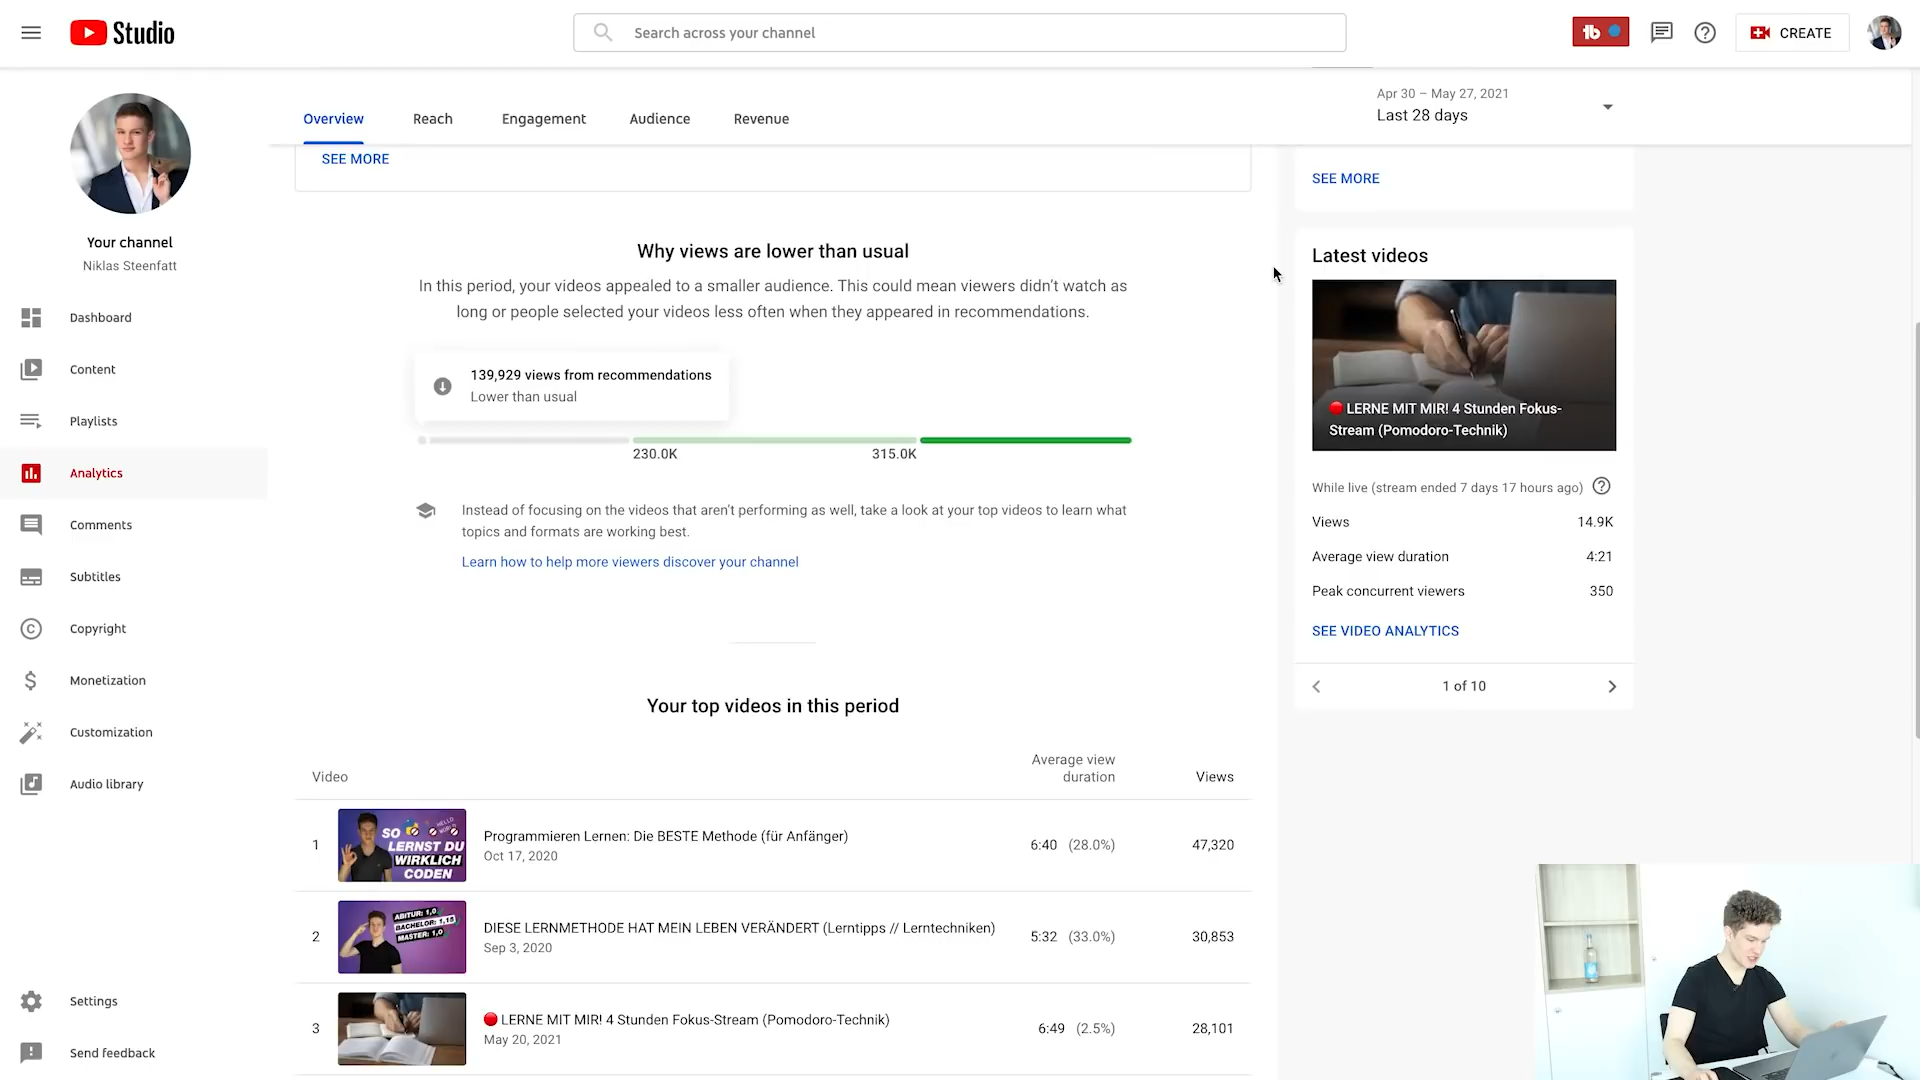 Studio
Search across your channel
CREATE
Your channel
Niklas Steenfatt
Dashboard
Content
Playlists
Analytics
Comments
Subtitles
Copyright
Monetization
Customization
Audio library
Settings
Send feedback
Overview
Reach
Engagement
Audience
Revenue
Apr 30 – May 27, 2021
Last 28 days
SEE MORE
Why views are lower than usual
In this period, your videos appealed to a smaller audience. This could mean viewers didn't watch as
long or people selected your videos less often when they appeared in recommendations.
139,929 views from recommendations
Lower than usual
230.0K
315.0K
Instead of focusing on the videos that aren't performing as well, take a look at your top videos to learn what
topics and formats are working best.
Learn how to help more viewers discover your channel
Your top videos in this period
Video
Average view
duration
Views
1
SO
LERNST DU
WIRKLICH
CODEN
Programmieren Lernen: Die BESTE Methode (für Anfänger)
Oct 17, 2020
6:40 (28.0%)
47,320
2
ABITUR: 1,0
BACHELOR: 1,15
MASTER: 1,0
DIESE LERNMETHODE HAT MEIN LEBEN VERÄNDERT (Lerntipps // Lerntechniken)
Sep 3, 2020
5:32 (33.0%)
30,853
3
LERNE MIT MIR! 4 Stunden Fokus-Stream (Pomodoro-Technik)
May 20, 2021
6:49 (2.5%)
28,101
SEE MORE
Latest videos
LERNE MIT MIR! 4 Stunden Fokus-
Stream (Pomodoro-Technik)
While live (stream ended 7 days 17 hours ago)
Views
14.9K
Average view duration
4:21
Peak concurrent viewers
350
SEE VIDEO ANALYTICS
1 of 10